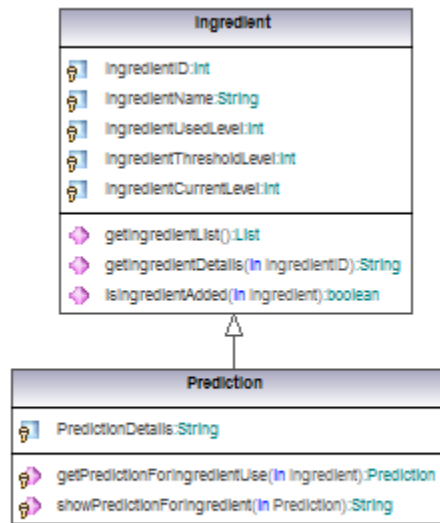 Ingredient
IngredientID:int
IngredientName:String
IngredientUsedLevel:int
IngredientThresholdLevel:int
IngredientCurrentLevel:int
getIngredientList():List
getIngredientDetails(in IngredientID):String
isIngredientAdded(in Ingredient):boolean
Prediction
PredictionDetails:String
getPredictionForIngredientUse(in Ingredient):Prediction
showPredictionForIngredient(in Prediction):String